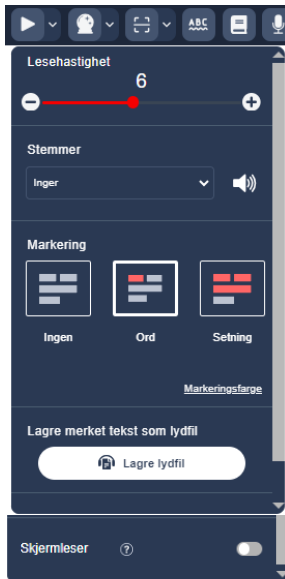 ABC
Lesehastighet
6
Stemmer
Inger
Markering
Ingen Ord Setning
Markeringsfarge
Lagre merket tekst som lydfil
Lagre lydfil
Skjermleser ?